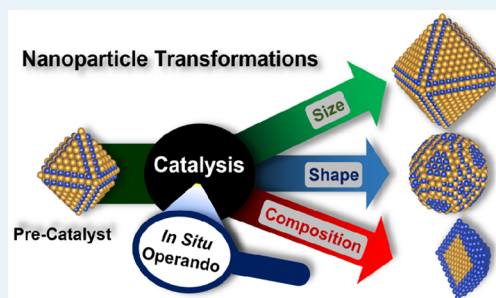 Nanoparticle Transformations
Size
Catalysis
Shape
Composition
Pre-Catalyst
In Situ
Operando